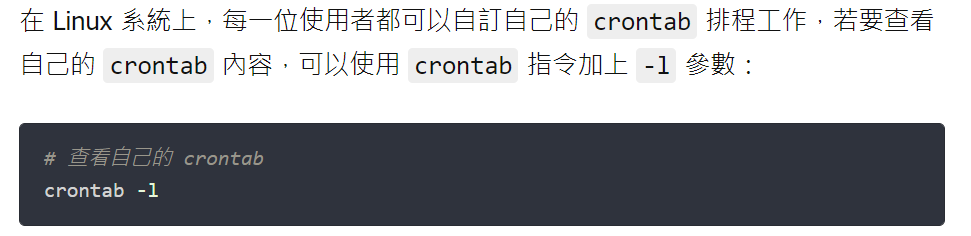 在 Linux 系統上，每一位使用者都可以自訂自己的 crontab 排程工作，若要查看
自己的 crontab 內容，可以使用 crontab 指令加上 -l 參數：
# 查看自己的 crontab
crontab -l